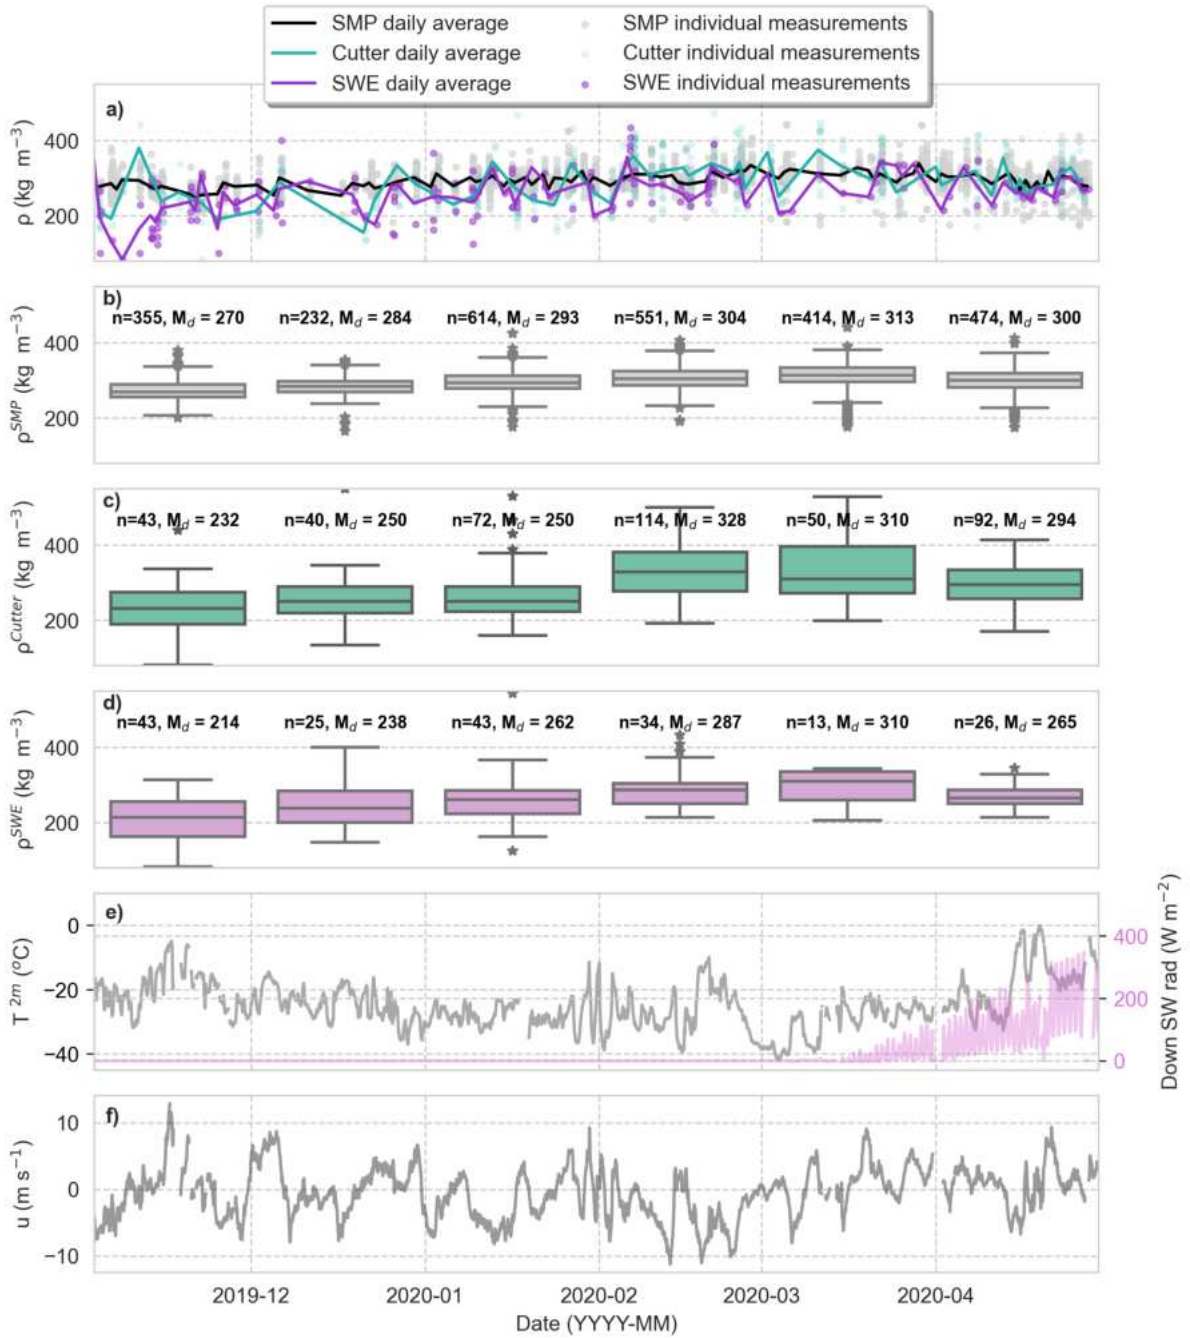 SMP daily average
SMP individual measurements
Cutter daily average
Cutter individual measurements
SWE daily average
SWE individual measurements
a)
ρ (kg m⁻³)
400
200
b)
n=355, M_d = 270
n=232, M_d = 284
n=614, M_d = 293
n=551, M_d = 304
n=414, M_d = 313
n=474, M_d = 300
ρ^SMP (kg m⁻³)
400
200
c)
n=43, M_d = 232
n=40, M_d = 250
n=72, M_d = 250
n=114, M_d = 328
n=50, M_d = 310
n=92, M_d = 294
ρ^Cutter (kg m⁻³)
400
200
d)
n=43, M_d = 214
n=25, M_d = 238
n=43, M_d = 262
n=34, M_d = 287
n=13, M_d = 310
n=26, M_d = 265
ρ^SWE (kg m⁻³)
400
200
e)
T^2m (°C)
0
−20
−40
Down SW rad (W m⁻²)
400
200
0
f)
u (m s⁻¹)
10
0
−10
2019-12
2020-01
2020-02
2020-03
2020-04
Date (YYYY-MM)